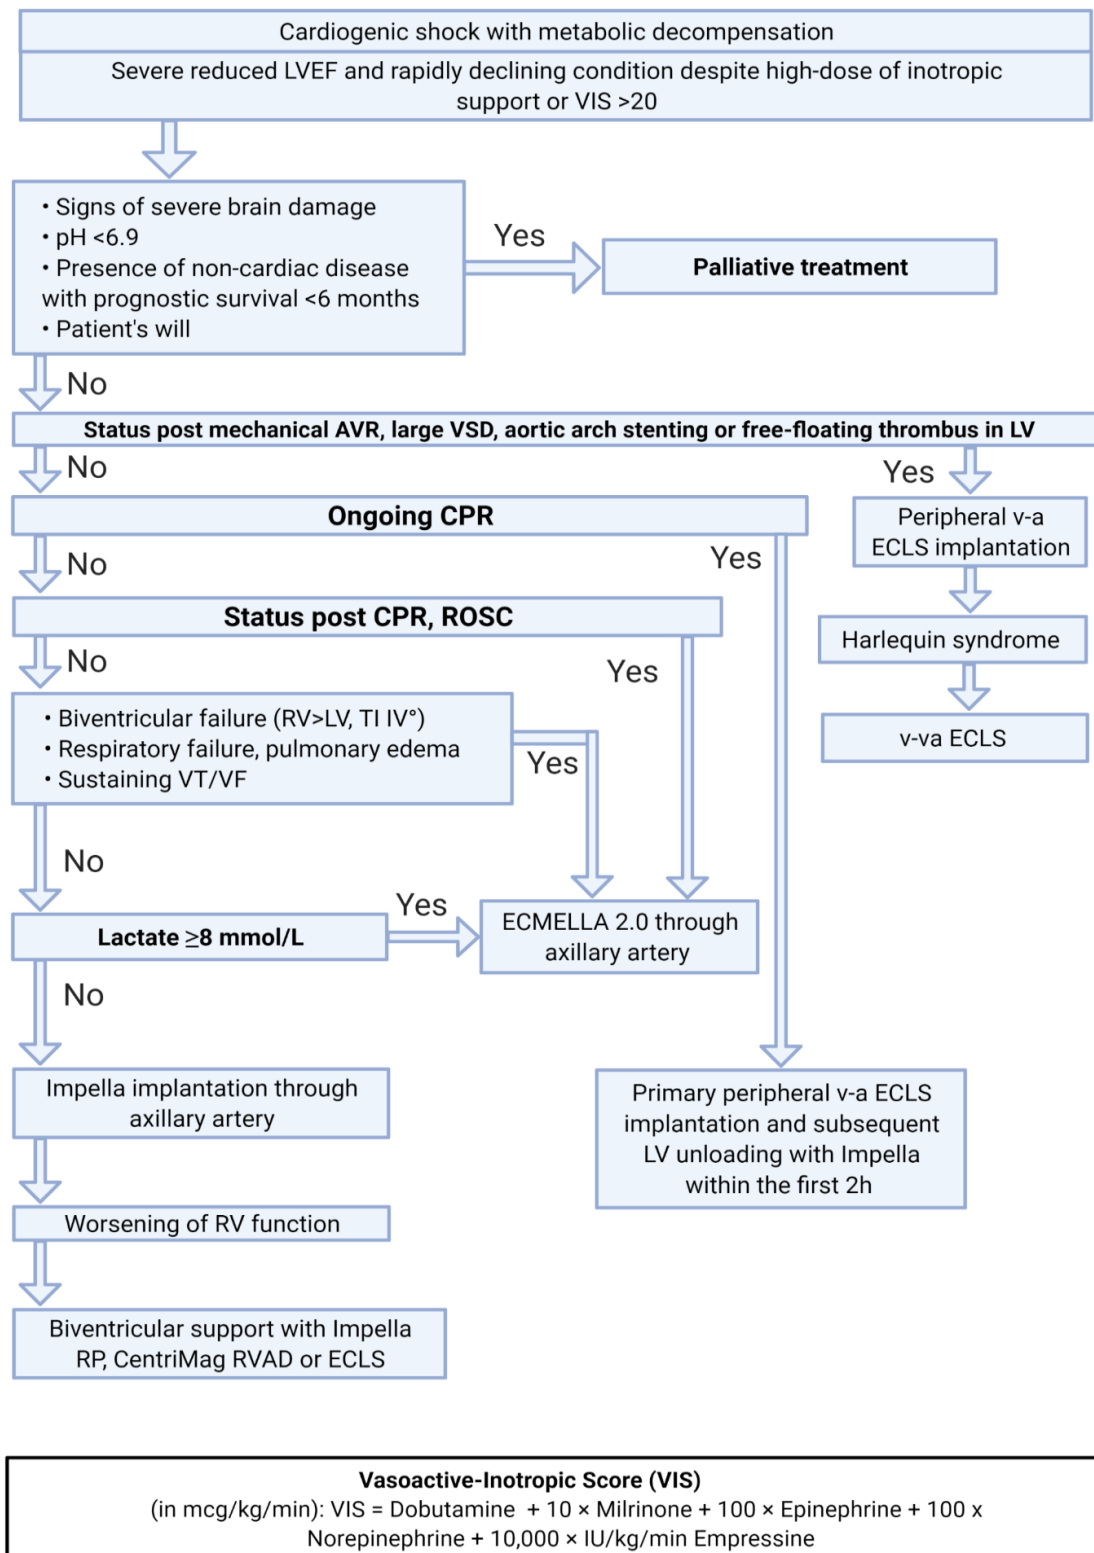 Cardiogenic shock with metabolic decompensation
Severe reduced LVEF and rapidly declining condition despite high-dose of inotropic
support or VIS >20
• Signs of severe brain damage
• pH <6.9
• Presence of non-cardiac disease
with prognostic survival <6 months
• Patient's will
Yes
Palliative treatment
No
Status post mechanical AVR, large VSD, aortic arch stenting or free-floating thrombus in LV
No
Yes
Peripheral v-a
ECLS implantation
Harlequin syndrome
v-va ECLS
Ongoing CPR
No
Yes
Status post CPR, ROSC
No
Yes
• Biventricular failure (RV>LV, TI IV°)
• Respiratory failure, pulmonary edema
• Sustaining VT/VF
Yes
No
Lactate ≥8 mmol/L
Yes
ECMELLA 2.0 through
axillary artery
No
Impella implantation through
axillary artery
Primary peripheral v-a ECLS
implantation and subsequent
LV unloading with Impella
within the first 2h
Worsening of RV function
Biventricular support with Impella
RP, CentriMag RVAD or ECLS
Vasoactive-Inotropic Score (VIS)
(in mcg/kg/min): VIS = Dobutamine + 10 × Milrinone + 100 × Epinephrine + 100 x
Norepinephrine + 10,000 × IU/kg/min Empressine